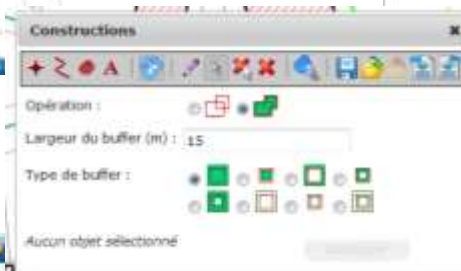 Constructions
A
Opération :
Largeur du buffer (m) : 15
Type de buffer :
Aucun objet sélectionné